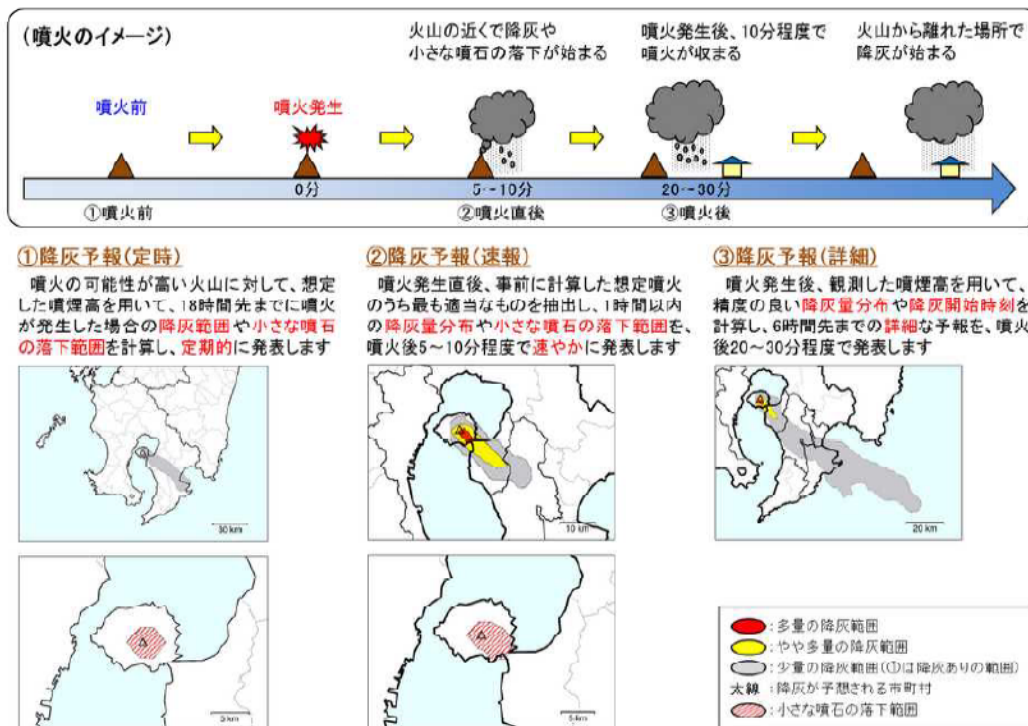 (噴火のイメージ)
火山の近くで降灰や
小さな噴石の落下が始まる
噴火発生後、10分程度で
噴火が収まる
火山から離れた場所で
降灰が始まる
噴火前
噴火発生
0分
5~10分
20~30分
①噴火前
②噴火直後
③噴火後
①降灰予報(定時)
噴火の可能性が高い火山に対して、想定
した噴煙高を用いて、18時間先までに噴火
が発生した場合の降灰範囲や小さな噴石
の落下範囲を計算し、定期的に発表します
30 km
5 km
②降灰予報(速報)
噴火発生直後、事前に計算した想定噴火
のうち最も適当なものを抽出し、1時間以内
の降灰量分布や小さな噴石の落下範囲を、
噴火後5~10分程度で速やかに発表します
10 km
5 km
③降灰予報(詳細)
噴火発生後、観測した噴煙高を用いて、
精度の良い降灰量分布や降灰開始時刻を
計算し、6時間先までの詳細な予報を、噴火
後20~30分程度で発表します
20 km
:多量の降灰範囲
:やや多量の降灰範囲
:少量の降灰範囲(①は降灰ありの範囲)
太線 :降灰が予想される市町村
:小さな噴石の落下範囲